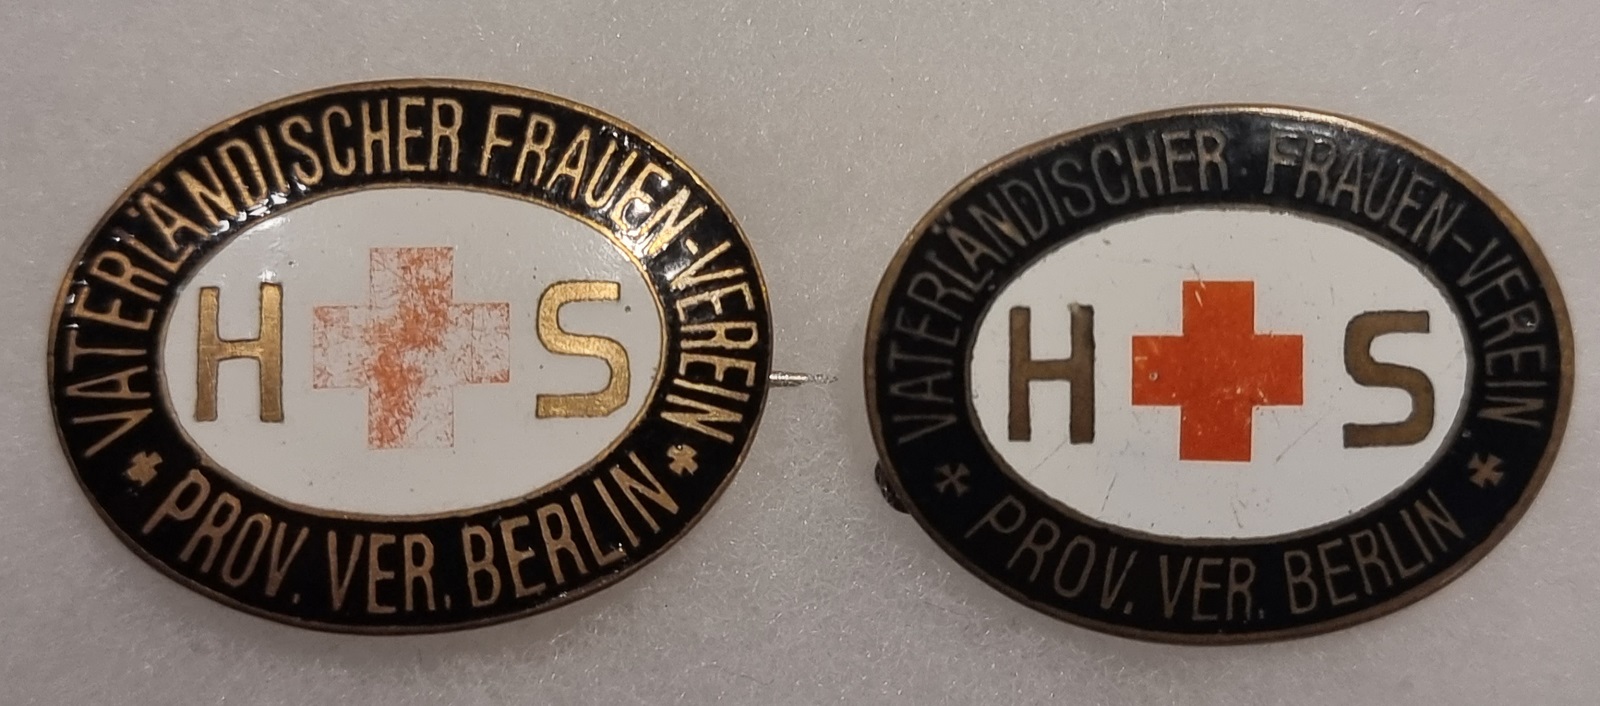 VATERLÄNDISCHER FRAUEN-VEREIN
H S
PROV. VER. BERLIN
VATERLÄNDISCHER FRAUEN-VEREIN
H S
PROV. VER. BERLIN